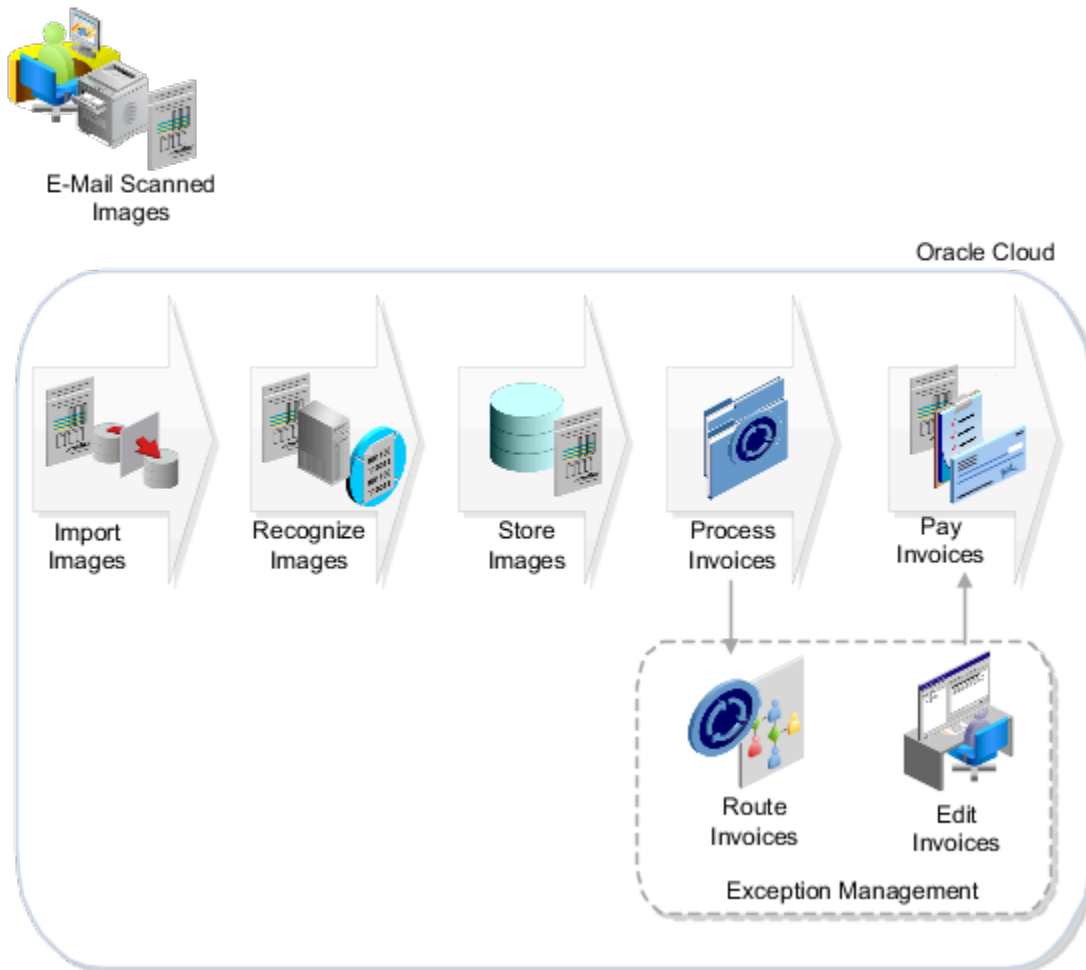 E-Mail Scanned
Images
Oracle Cloud
Import
Images
Recognize
Images
Store
Images
Process
Invoices
Pay
Invoices
Route
Invoices
Edit
Invoices
Exception Management